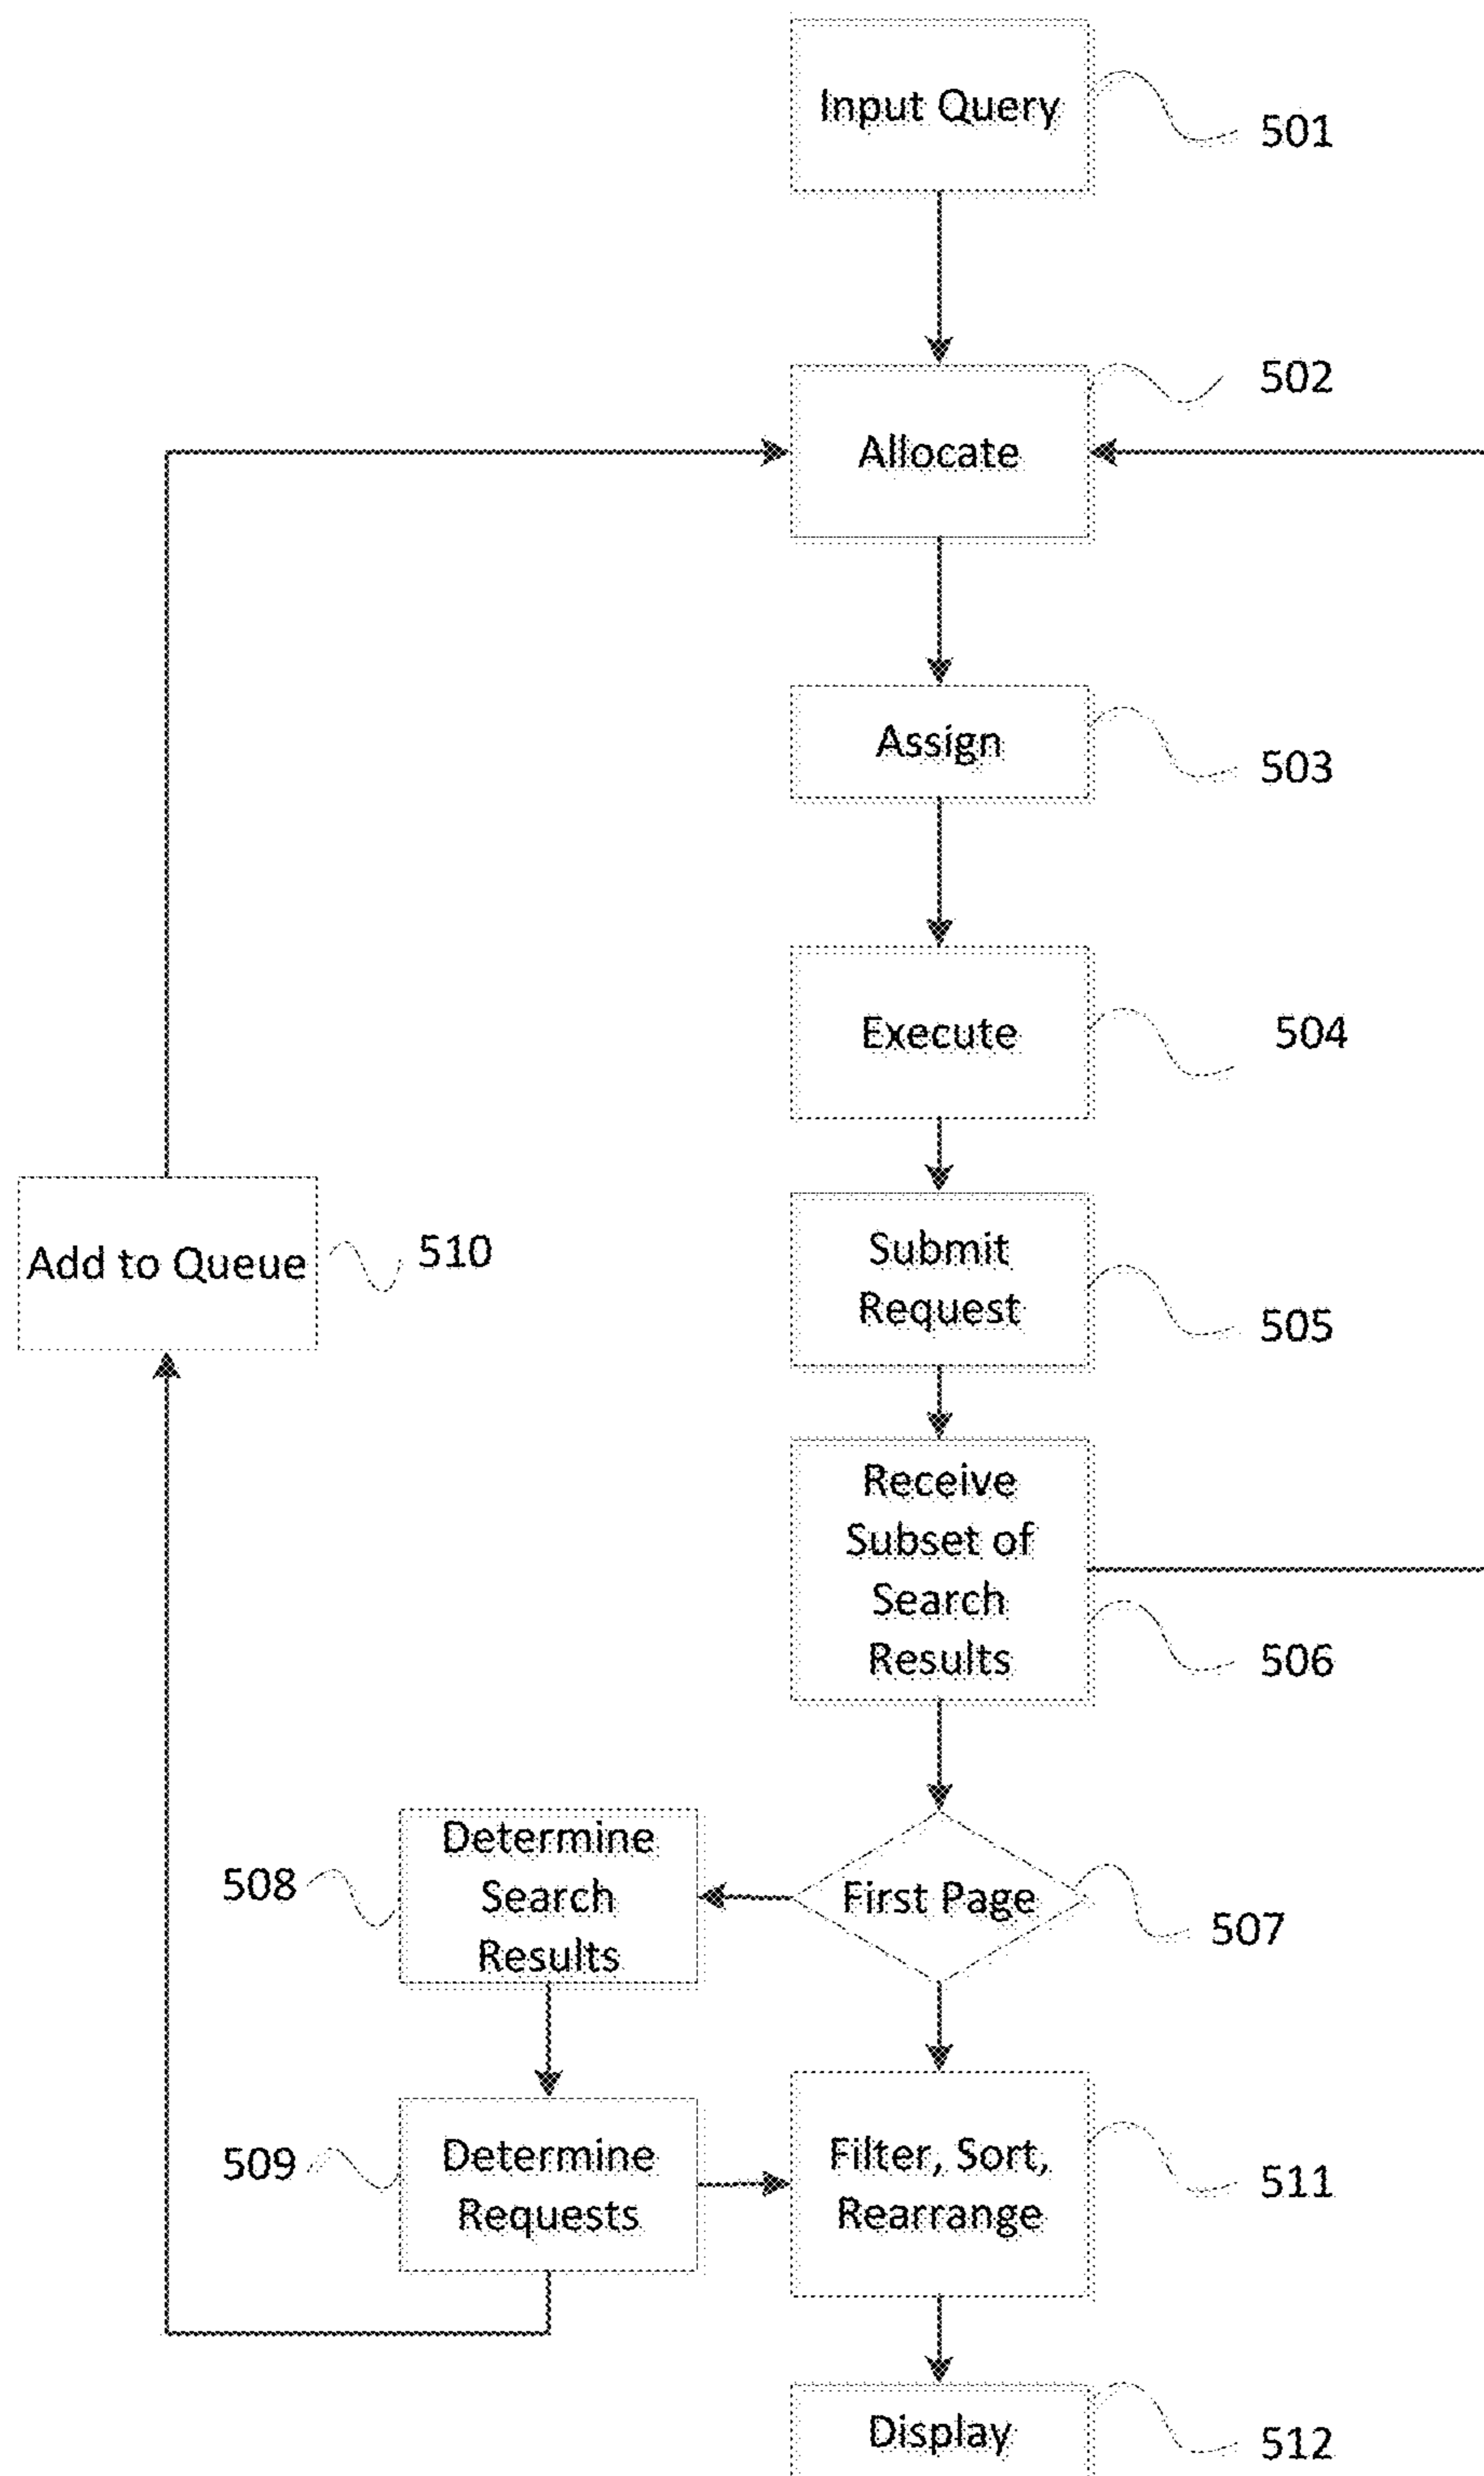 Input Query
501
502
Allocate
Assign
503
Execute
504
Add to Queue
510
Submit
Request
505
Receive
Subset of
Search
Results
506
Determine
Search
Results
508
First Page
507
Determine
Requests
509
Filter, Sort,
Rearrange
511
Display
512